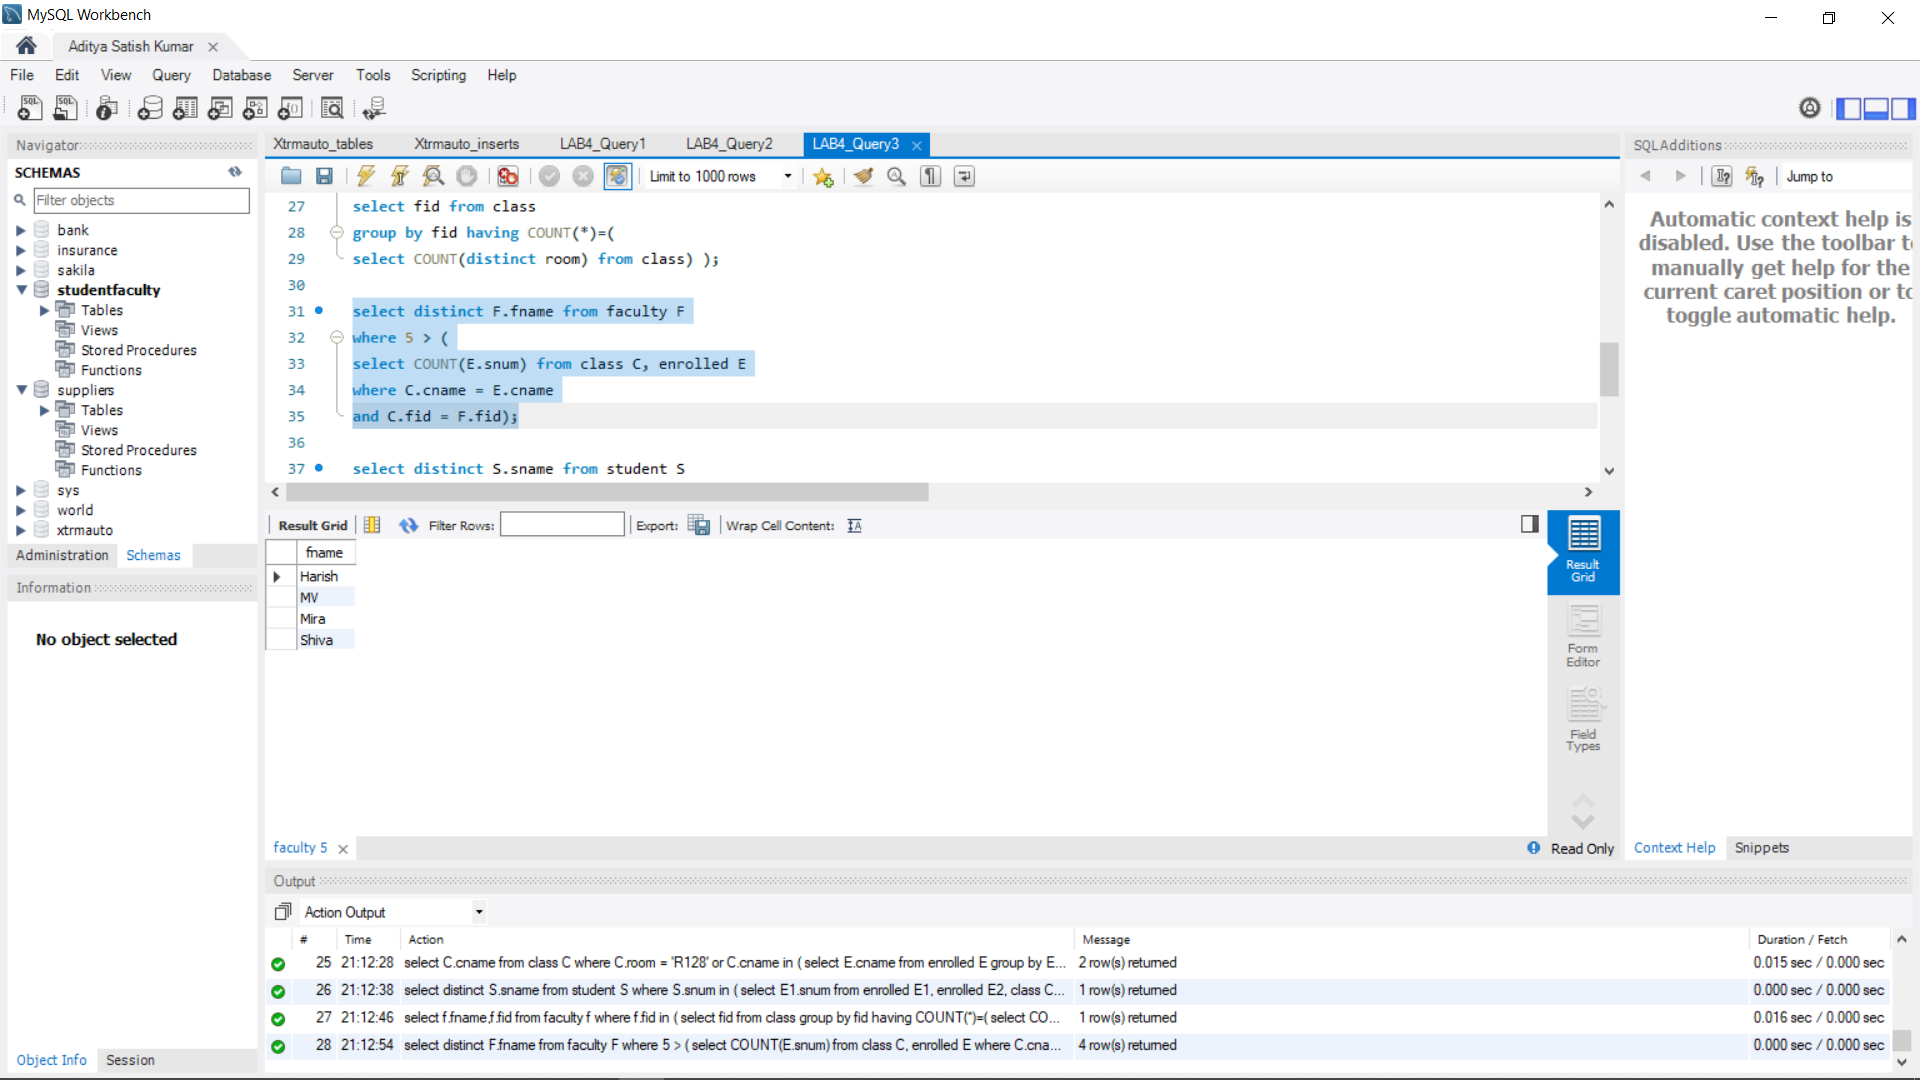 MySQL Workbench
Aditya Satish Kumar
File Edit View Query Database Server Tools Scripting Help
Navigator
SCHEMAS
Filter objects
bank
insurance
sakila
studentfaculty
Tables
Views
Stored Procedures
Functions
suppliers
Tables
Views
Stored Procedures
Functions
sys
world
xtrmauto
Administration Schemas
Information
No object selected
Object Info Session
Xtrmauto_tables Xtrmauto_inserts LAB4_Query1 LAB4_Query2 LAB4_Query3
Limit to 1000 rows
27 select fid from class
28 group by fid having COUNT(*)=(
29 select COUNT(distinct room) from class) );
30
31 select distinct F.fname from faculty F
32 where 5 > (
33 select COUNT(E.snum) from class C, enrolled E
34 where C.cname = E.cname
35 and C.fid = F.fid);
36
37 select distinct S.sname from student S
Result Grid Filter Rows: Export: Wrap Cell Content:
fname
Harish
MV
Mira
Shiva
Result
Grid
Form
Editor
Field
Types
faculty 5
Read Only
SQLAdditions
Jump to
Automatic context help is
disabled. Use the toolbar t
manually get help for the
current caret position or to
toggle automatic help.
Context Help Snippets
Output
Action Output
# Time Action Message Duration / Fetch
25 21:12:28 select C.cname from class C where C.room = 'R128' or C.cname in ( select E.cname from enrolled E group by E... 2 row(s) returned 0.015 sec / 0.000 sec
26 21:12:38 select distinct S.sname from student S where S.snum in ( select E1.snum from enrolled E1, enrolled E2, class C... 1 row(s) returned 0.000 sec / 0.000 sec
27 21:12:46 select f.fname,f.fid from faculty f where f.fid in ( select fid from class group by fid having COUNT(*)=( select CO... 1 row(s) returned 0.016 sec / 0.000 sec
28 21:12:54 select distinct F.fname from faculty F where 5 > ( select COUNT(E.snum) from class C, enrolled E where C.cna... 4 row(s) returned 0.000 sec / 0.000 sec